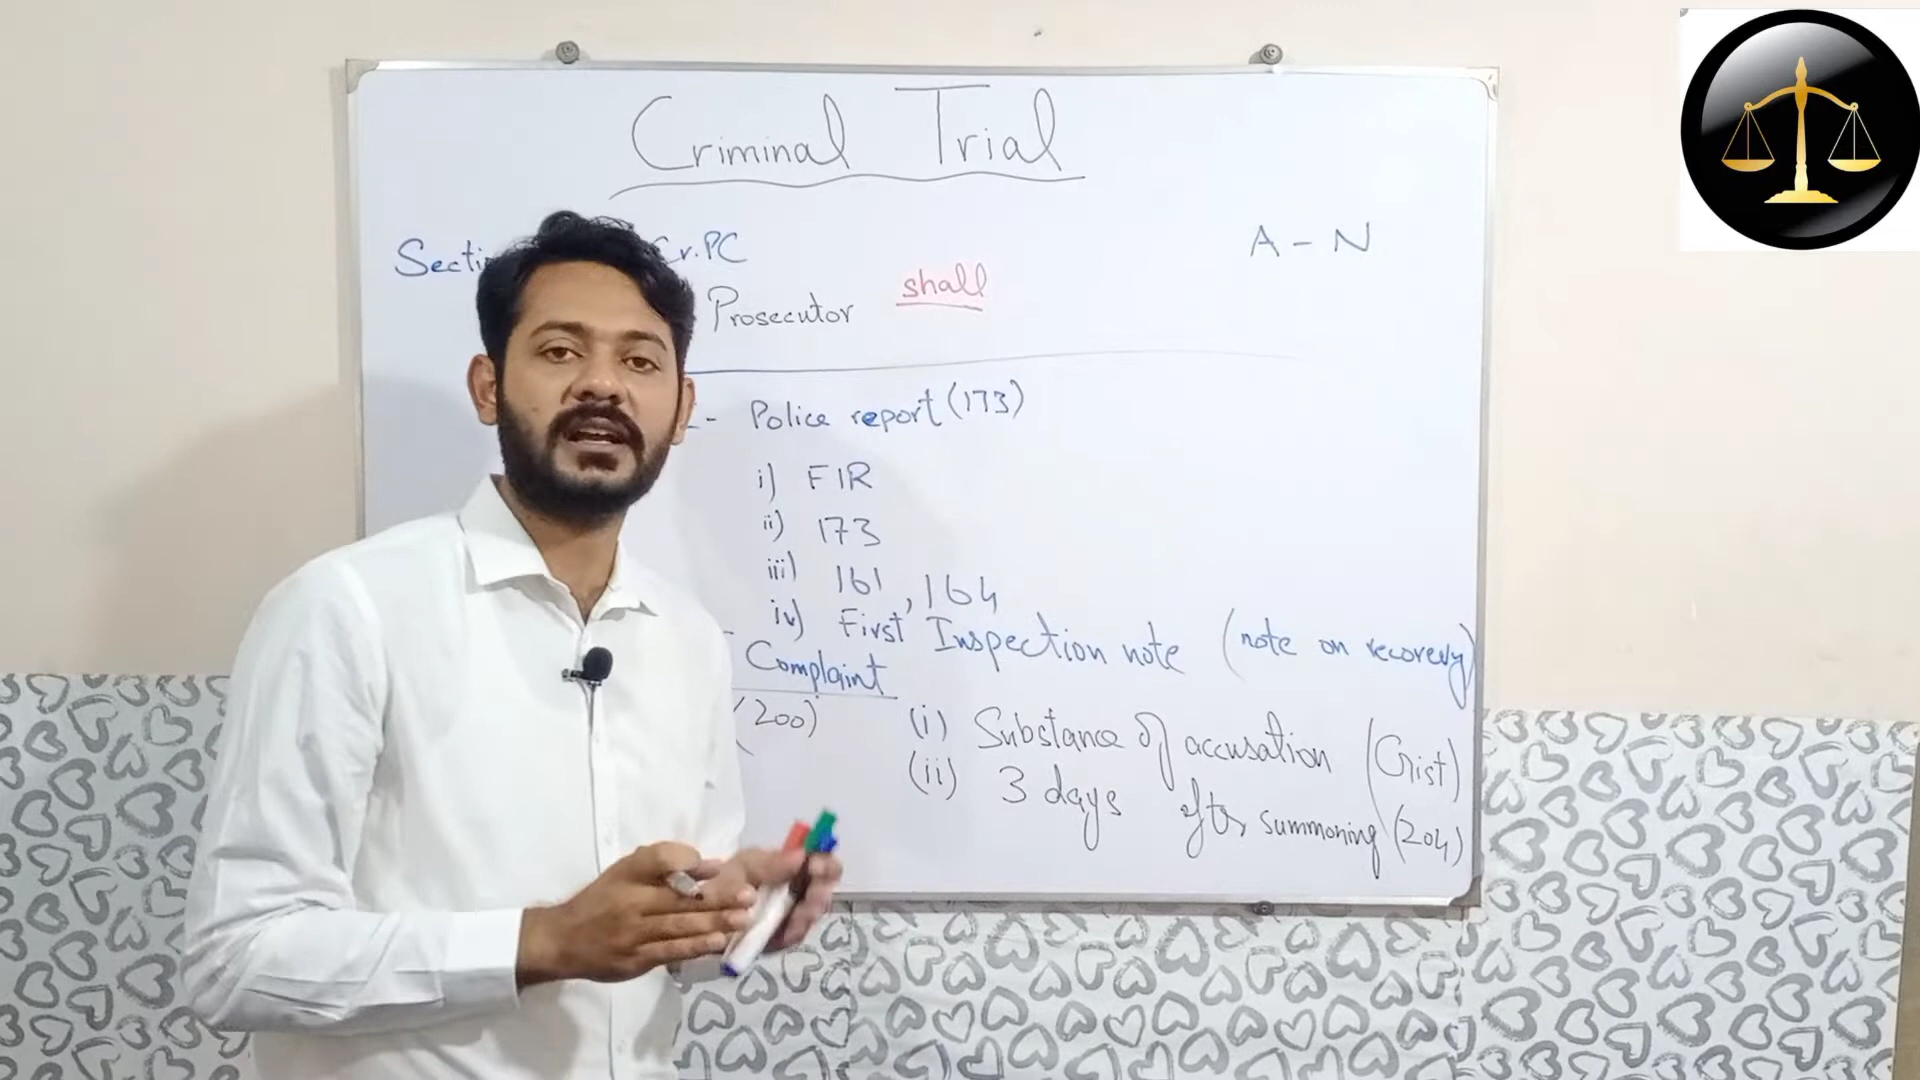 Criminal Trial
Cr.PC
A - N
Prosecutor shall
- Police report (173)
i) FIR
ii) 173
iii) 161, 164
iv) First Inspection note (note on recovery)
Complaint
(200)
(i) Substance of accusation (Gist)
(ii) 3 days after summoning (204)